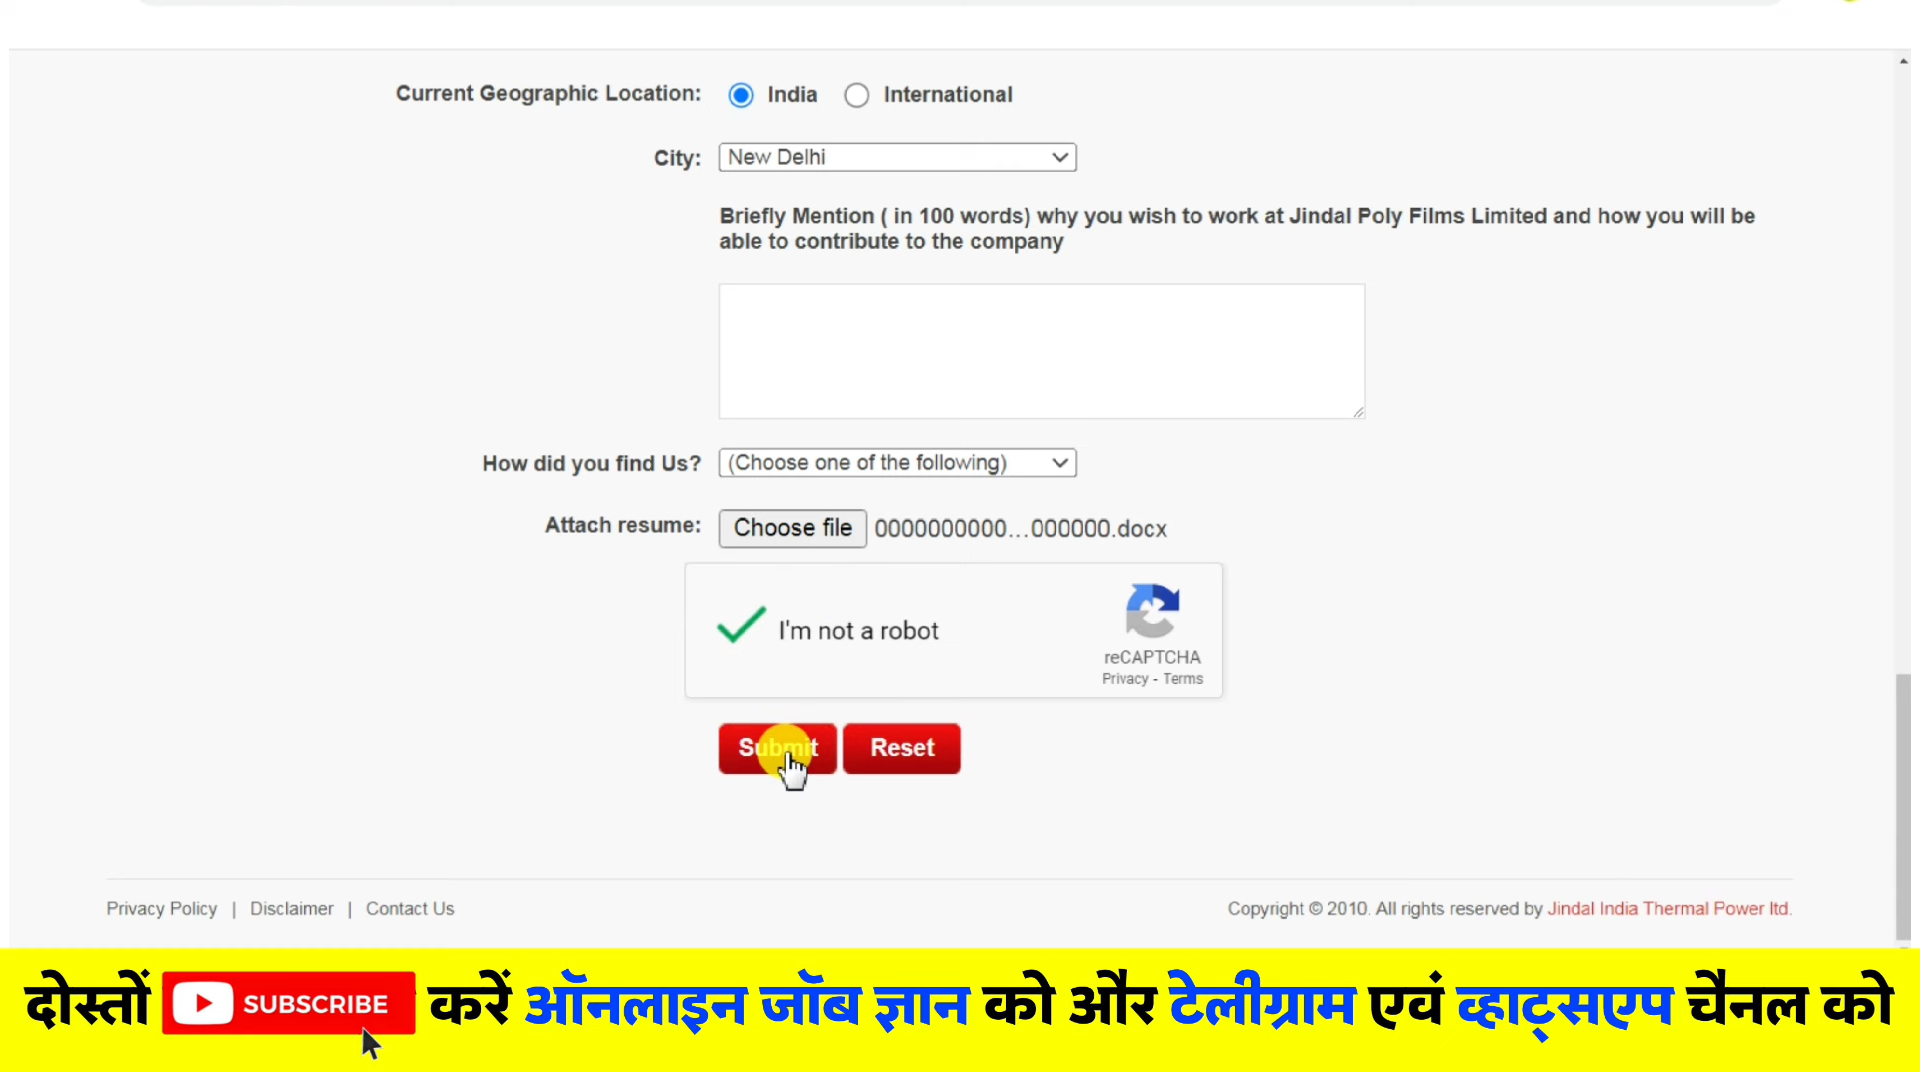 Current Geographic Location: India International
City: New Delhi
Briefly Mention ( in 100 words) why you wish to work at Jindal Poly Films Limited and how you will be
able to contribute to the company
How did you find Us? (Choose one of the following)
Attach resume: Choose file 0000000000...000000.docx
I'm not a robot
reCAPTCHA
Privacy - Terms
Submit Reset
Privacy Policy | Disclaimer | Contact Us
Copyright © 2010. All rights reserved by Jindal India Thermal Power ltd.
दोस्तों SUBSCRIBE करें ऑनलाइन जॉब ज्ञान को और टेलीग्राम एवं व्हाट्सएप चैनल को